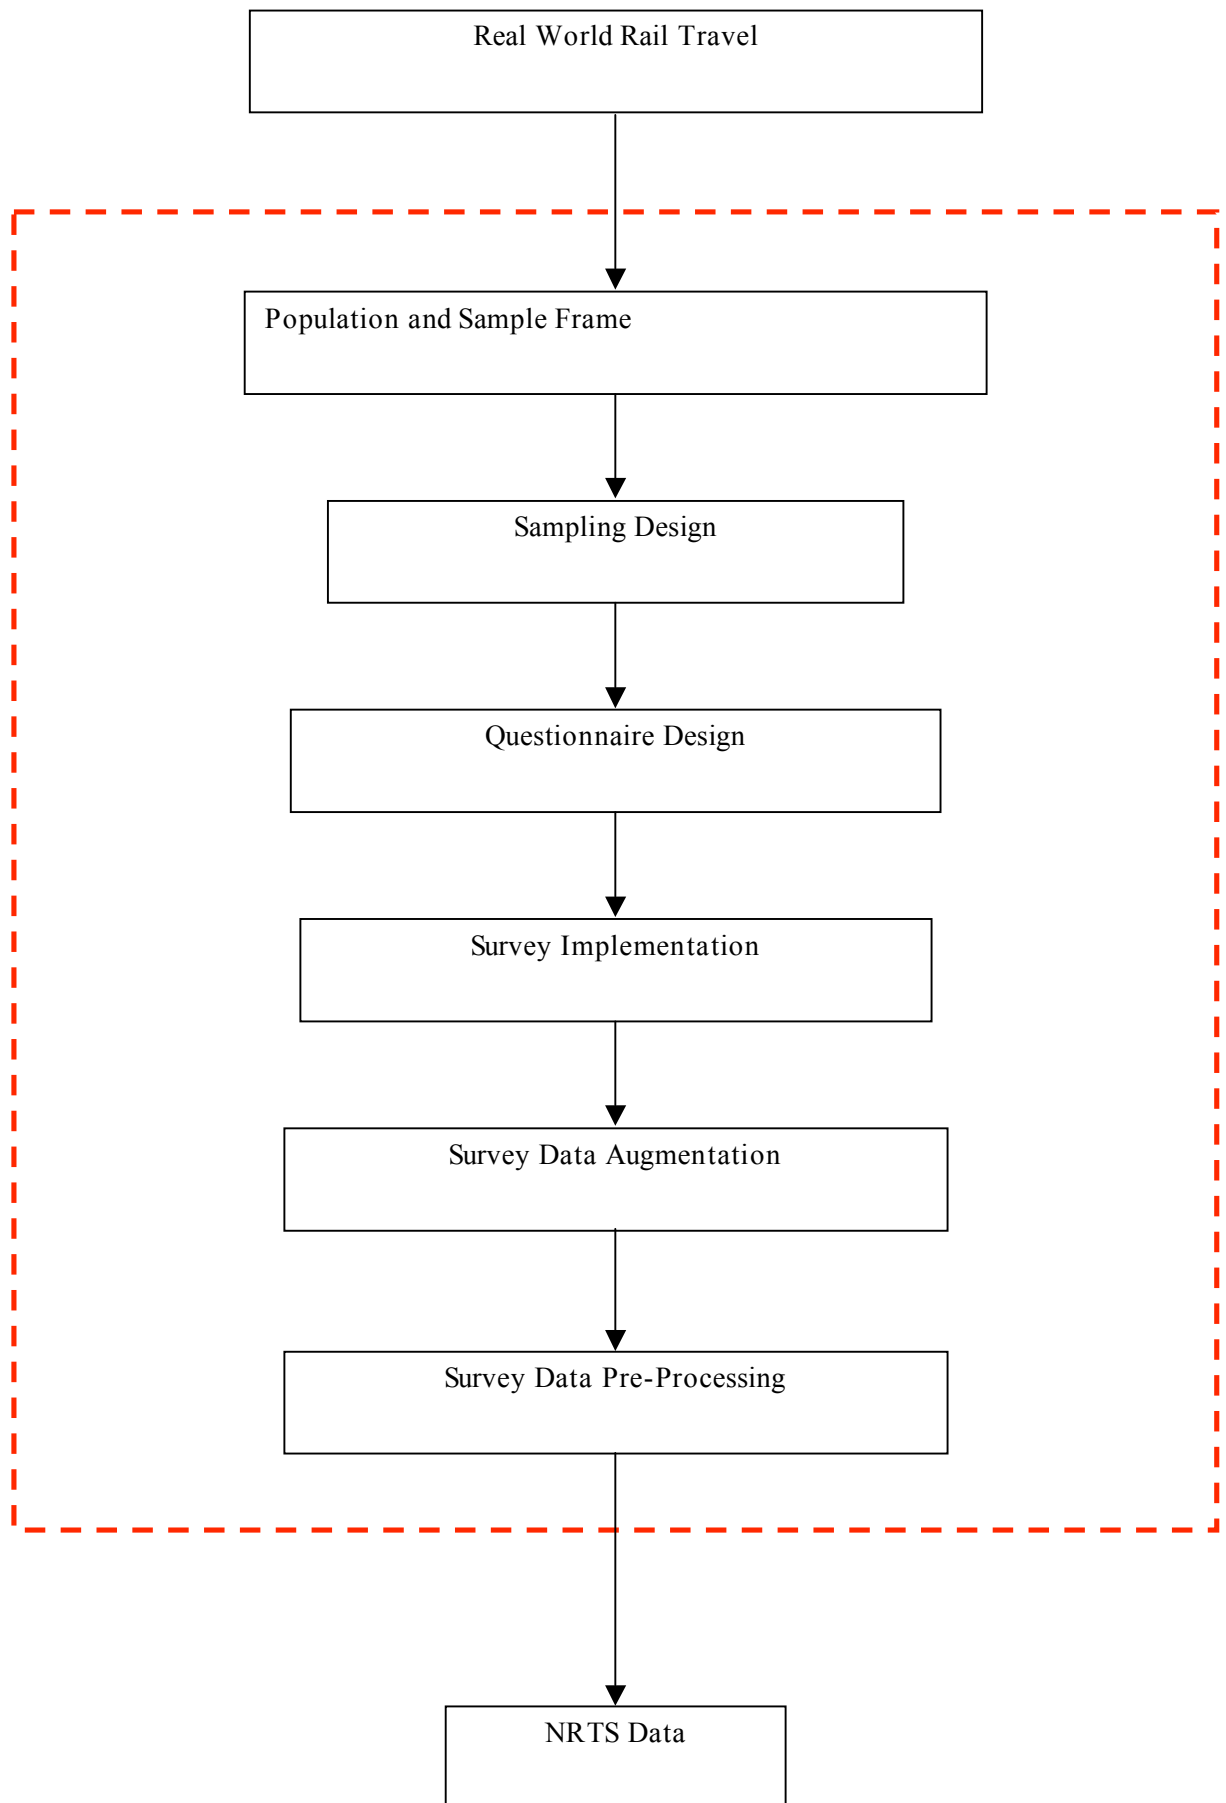 Real World Rail Travel
Population and Sample Frame
Sampling Design
Questionnaire Design
Survey Implementation
Survey Data Augmentation
Survey Data Pre-Processing
NRTS Data